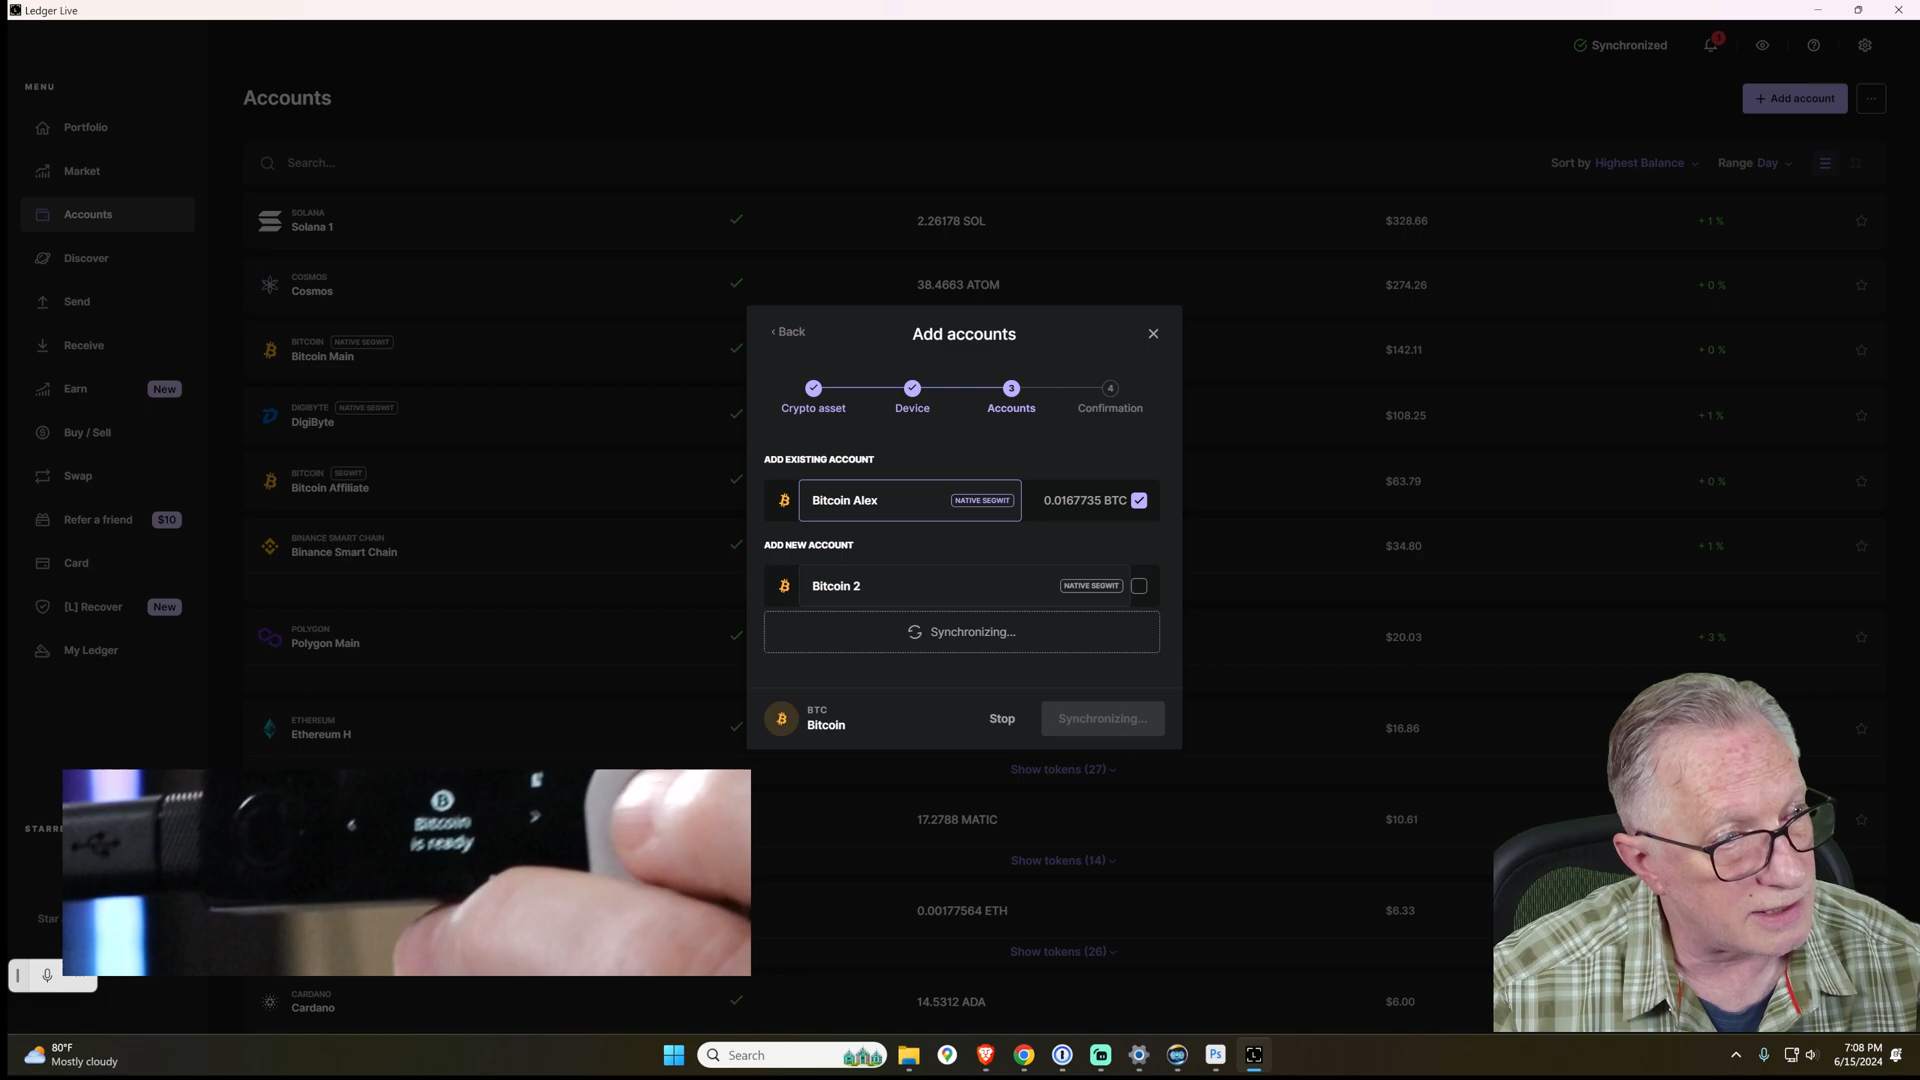 Ledger Live
Synchronized
1
MENU
Accounts
+ Add account
...
Portfolio
Market
Accounts
Discover
Send
Receive
Earn New
Buy / Sell
Swap
Refer a friend $10
Card
[L] Recover New
My Ledger
Search...
Sort by Highest Balance
Range Day
SOLANA
Solana 1
2.26178 SOL
$328.66
+ 1 %
COSMOS
Cosmos
38.4663 ATOM
$274.26
+ 0 %
BITCOIN NATIVE SEGWIT
Bitcoin Main
$142.11
+ 0 %
DIGIBYTE NATIVE SEGWIT
DigiByte
$108.25
+ 1 %
BITCOIN SEGWIT
Bitcoin Affiliate
$63.79
+ 0 %
BINANCE SMART CHAIN
Binance Smart Chain
$34.80
+ 1 %
POLYGON
Polygon Main
$20.03
+ 3 %
ETHEREUM
Ethereum H
$16.86
Show tokens (27)
17.2788 MATIC
$10.61
Show tokens (14)
0.00177564 ETH
$6.33
Show tokens (26)
CARDANO
Cardano
14.5312 ADA
$6.00
‹ Back
Add accounts
3
4
Crypto asset
Device
Accounts
Confirmation
ADD EXISTING ACCOUNT
Bitcoin Alex NATIVE SEGWIT 0.0167735 BTC
ADD NEW ACCOUNT
Bitcoin 2 NATIVE SEGWIT
Synchronizing...
BTC
Bitcoin
Stop
Synchronizing...
Bitcoin
is ready
80°F
Mostly cloudy
Search
Ps
7:08 PM
6/15/2024